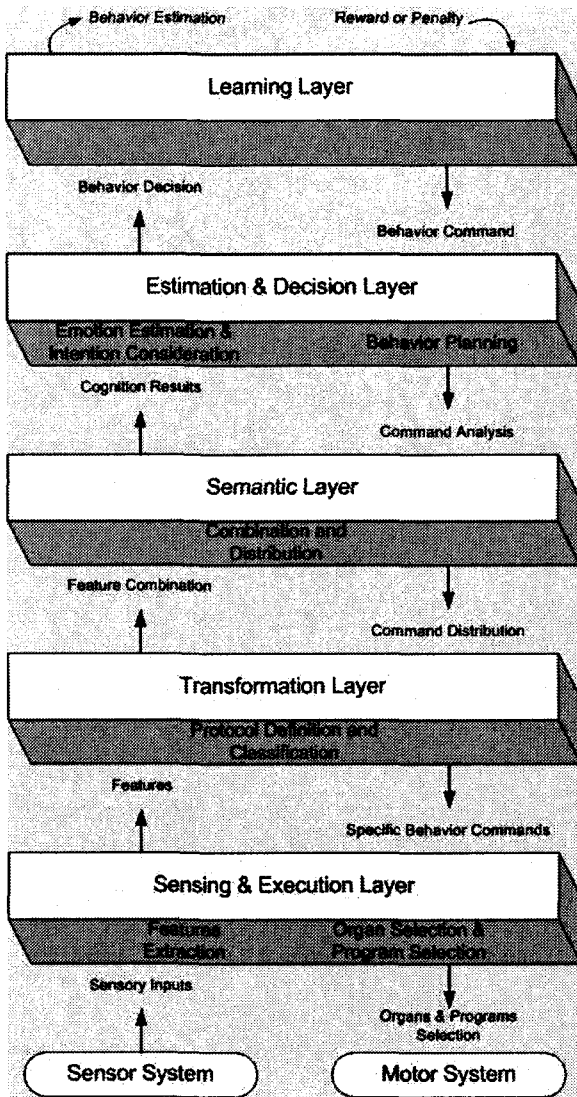 Behavior Estimation
Reward or Penalty
Learning Layer
Behavior Decision
Behavior Command
Estimation & Decision Layer
Emotion Estimation &
Intention Consideration
Behavior Planning
Cognition Results
Command Analysis
Semantic Layer
Combination and
Distribution
Feature Combination
Command Distribution
Transformation Layer
Protocol Definition and
Classification
Features
Specific Behavior Commands
Sensing & Execution Layer
Features
Extraction
Organ Selection &
Program Selection
Sensory Inputs
Organs & Programs
Selection
Sensor System
Motor System